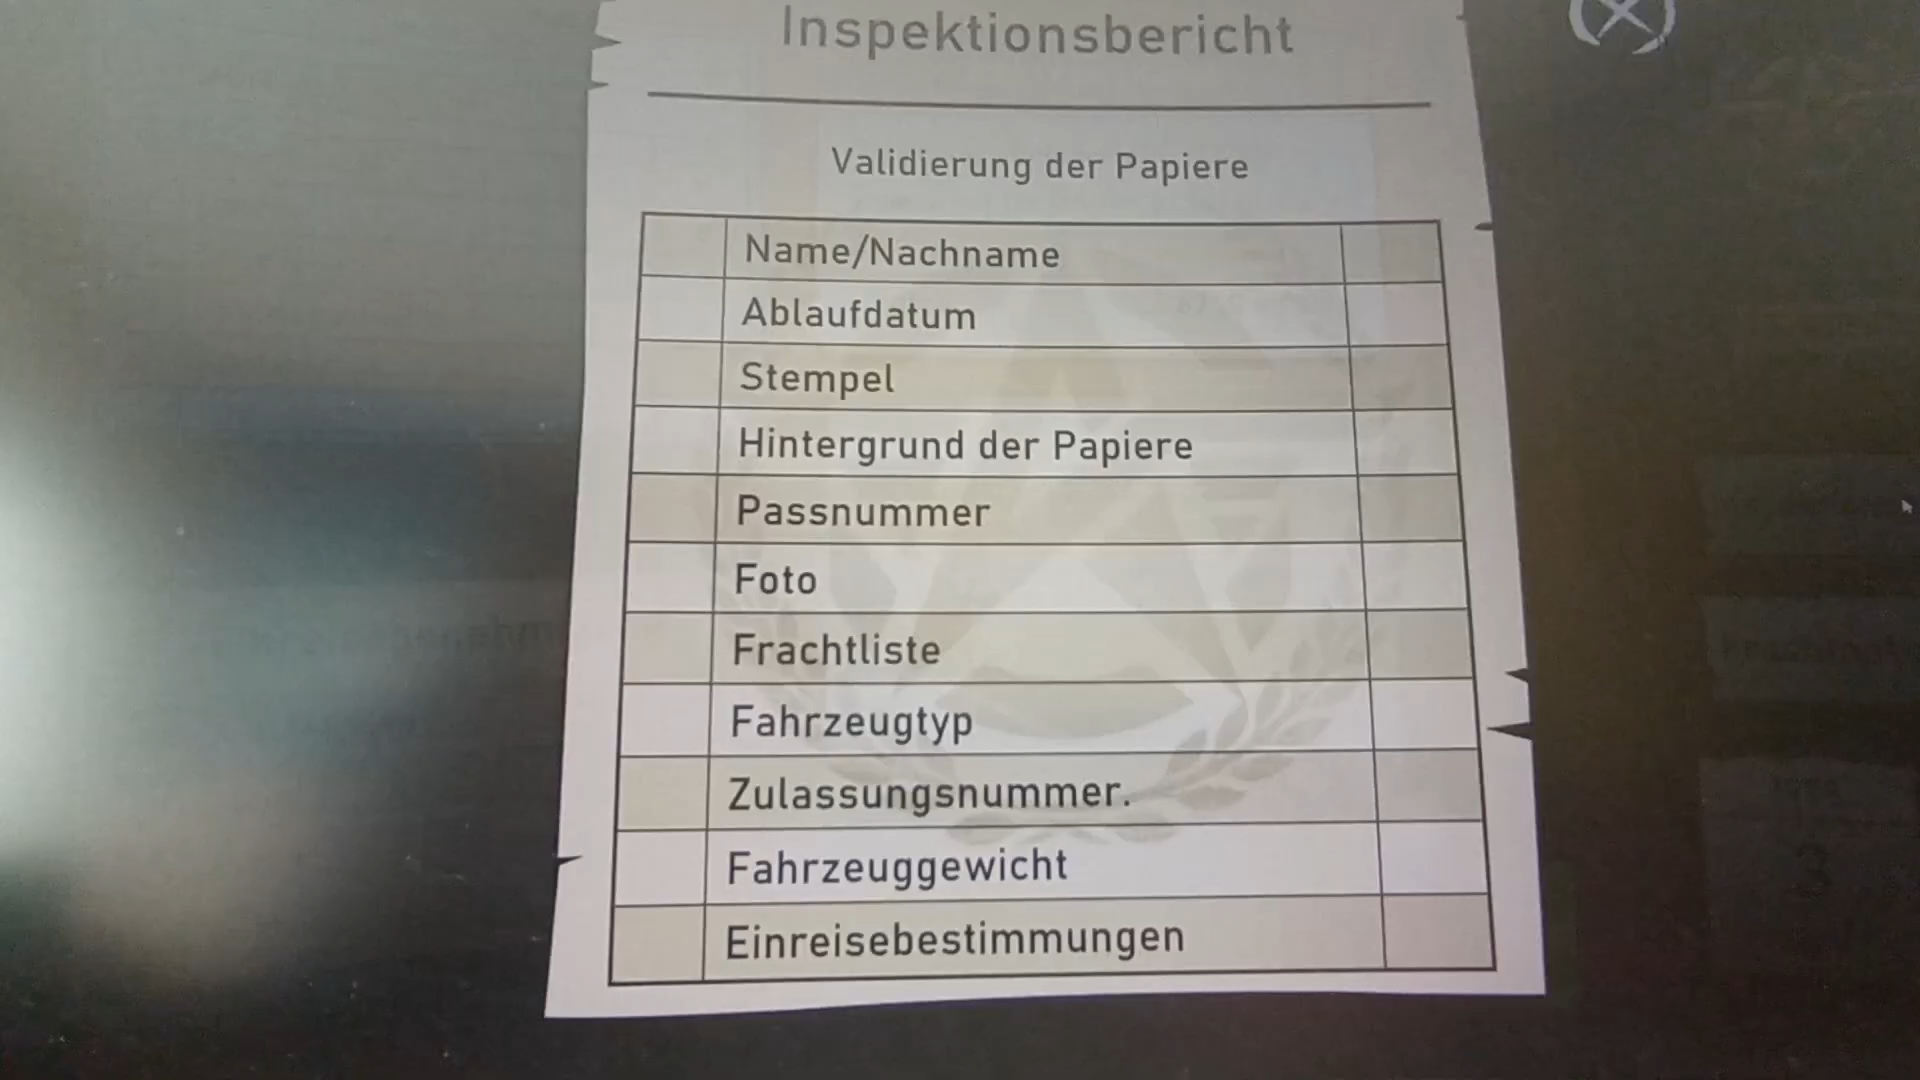 Inspektionsbericht
Validierung der Papiere
Name/Nachname
Ablaufdatum
Stempel
Hintergrund der Papiere
Passnummer
Foto
Frachtliste
Fahrzeugtyp
Zulassungsnummer.
Fahrzeuggewicht
Einreisebestimmungen